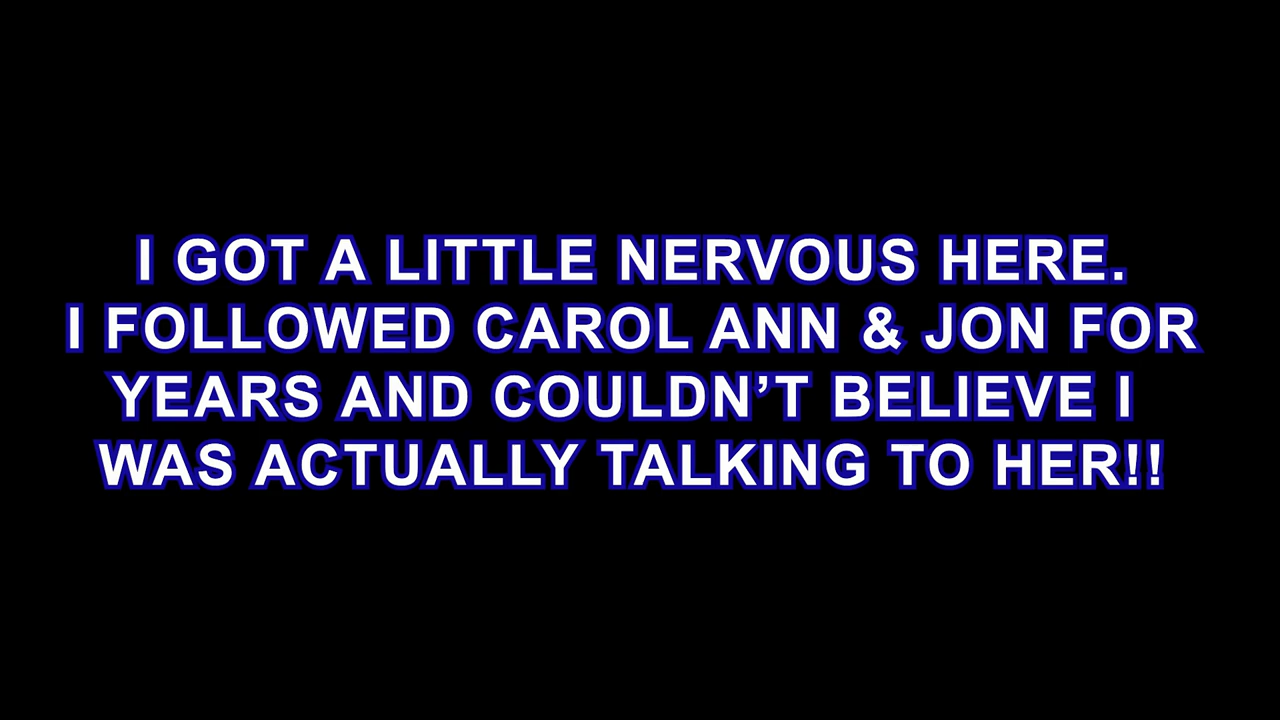 I GOT A LITTLE NERVOUS HERE.
I FOLLOWED CAROL ANN & JON FOR
YEARS AND COULDN’T BELIEVE I
WAS ACTUALLY TALKING TO HER!!